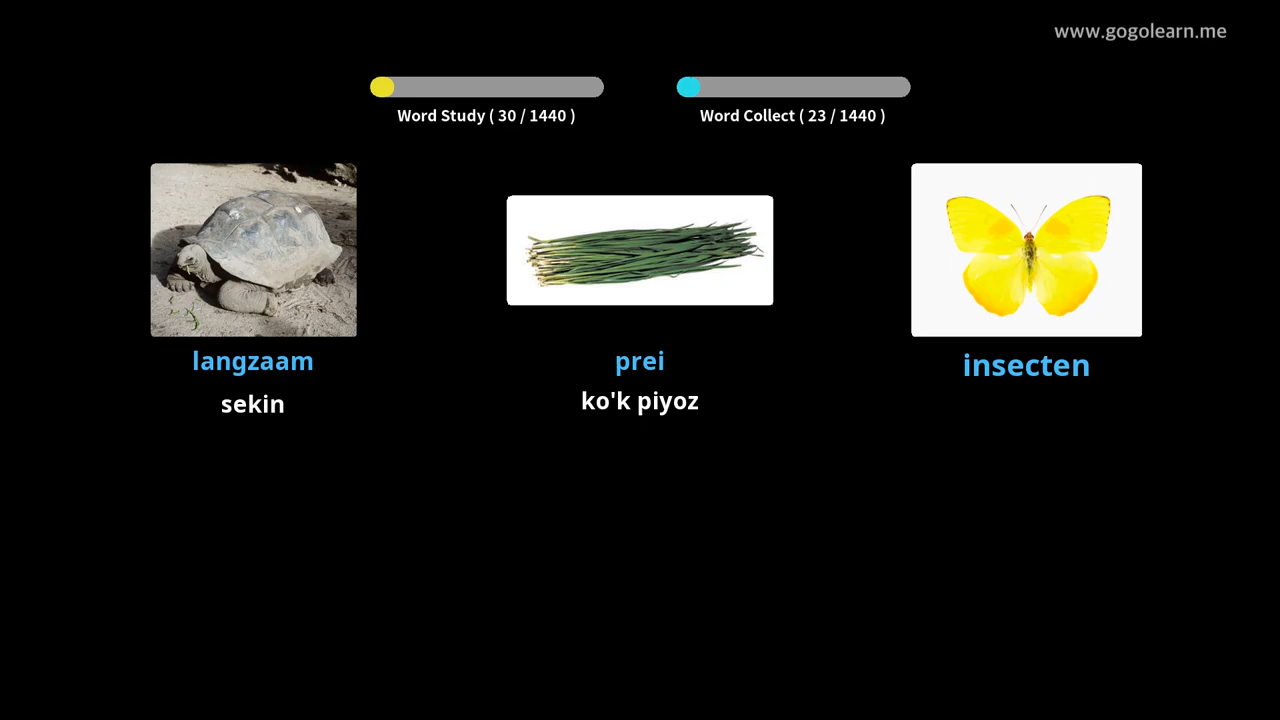 www.gogolearn.me
Word Study ( 30 / 1440 )
Word Collect ( 23 / 1440 )
langzaam
sekin
prei
ko'k piyoz
insecten